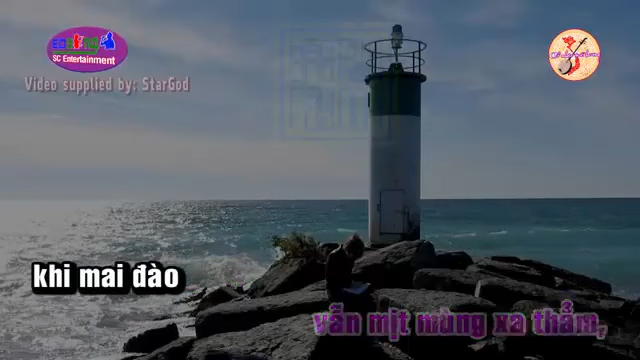 SC Entertainment
Video supplied by: StarGod
khi mai đào
vẫn mịt mùng xa thẳm,